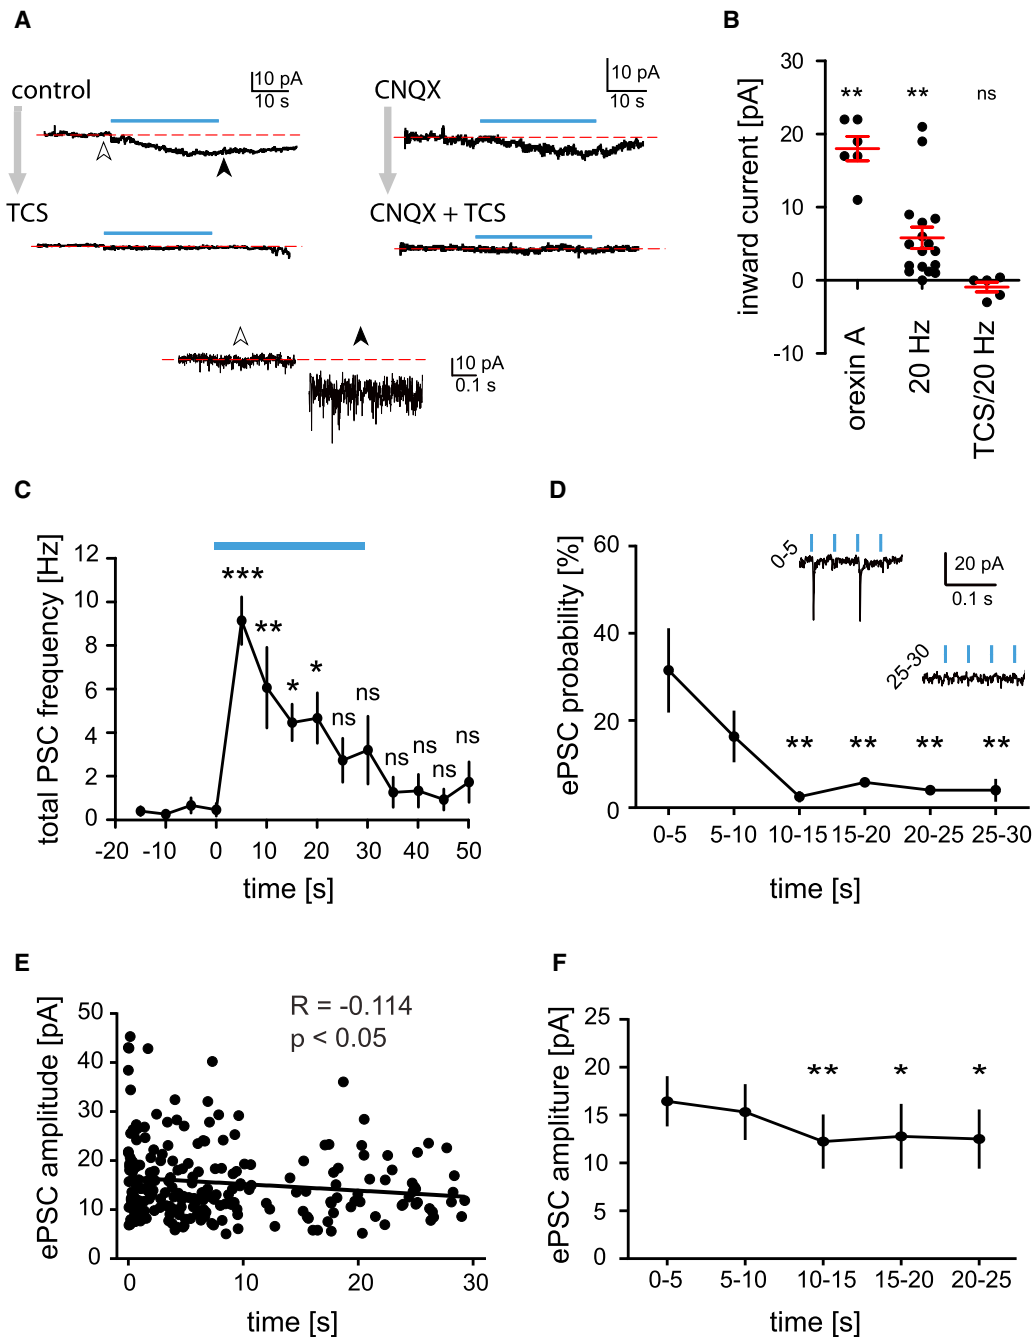 A
control
10 pA
10 s
TCS
CNQX
10 pA
10 s
CNQX + TCS
10 pA
0.1 s
B
inward current [pA]
30
20
10
0
-10
** ** ns
orexin A
20 Hz
TCS/20 Hz
C
total PSC frequency [Hz]
12
10
8
6
4
2
0
***
**
*
*
ns
ns
ns
ns
ns
ns
-20 -10 0 10 20 30 40 50
time [s]
D
ePSC probability [%]
60
40
20
0
0-5
20 pA
0.1 s
25-30
** ** ** **
0-5 5-10 10-15 15-20 20-25 25-30
time [s]
E
ePSC amplitude [pA]
50
40
30
20
10
0
R = -0.114
p < 0.05
0 10 20 30
time [s]
F
ePSC ampliture [pA]
25
20
15
10
5
0
** * *
0-5 5-10 10-15 15-20 20-25
time [s]